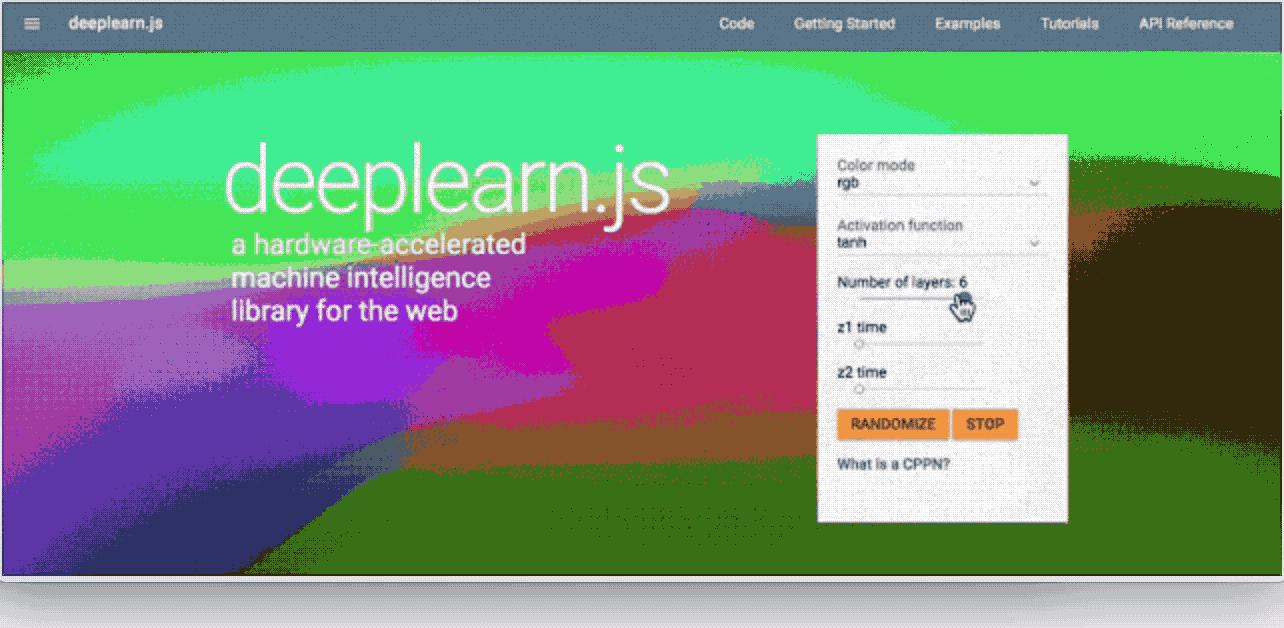 deeplearn.js
Code
Getting Started
Examples
Tutorials
API Reference
deeplearn.js
a hardware-accelerated
machine intelligence
library for the web
Color mode
rgb
Activation function
tanh
Number of layers: 6
z1 time
z2 time
RANDOMIZE
STOP
What is a CPPN?